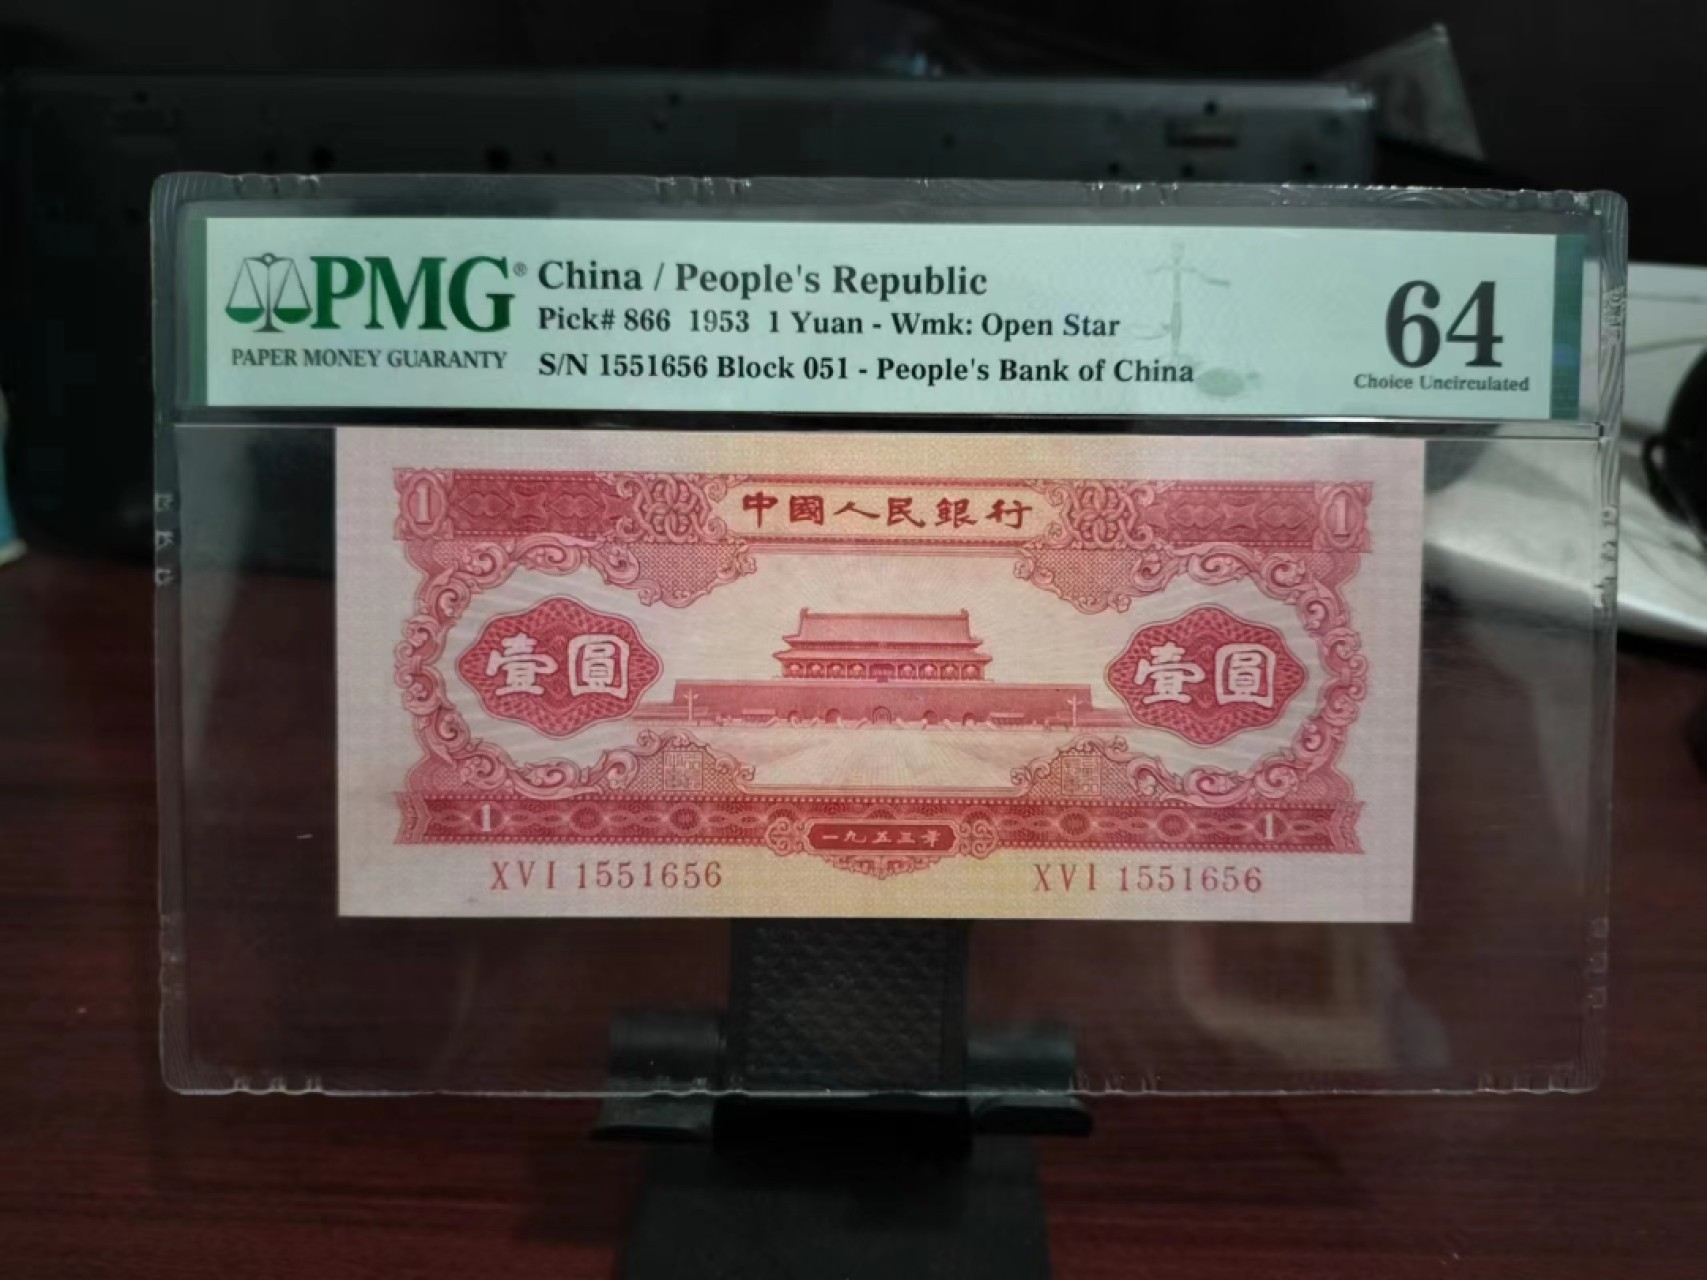 PMG®
PAPER MONEY GUARANTY
China / People's Republic
Pick# 866 1953 1 Yuan - Wmk: Open Star
S/N 1551656 Block 051 - People's Bank of China
64
Choice Uncirculated
1 中國人民銀行 1
壹圓 壹圓
1 一九五三年 1
XVI 1551656 XVI 1551656